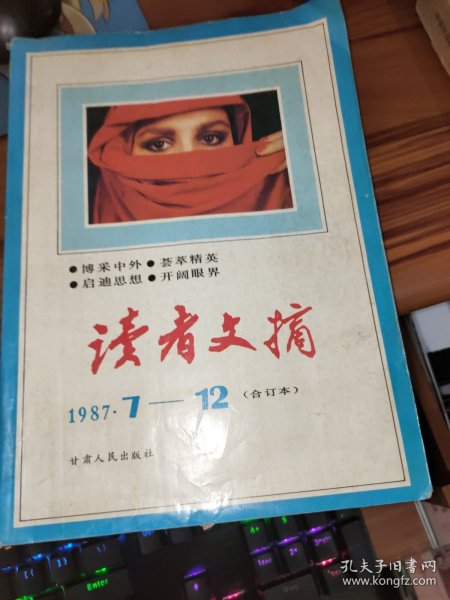 ● 博采中外 ● 荟萃精英
● 启迪思想 ● 开阔眼界
读者文摘
1987·7—12（合订本）
甘肃人民出版社
Enter
孔夫子旧书网
www.kongfz.com